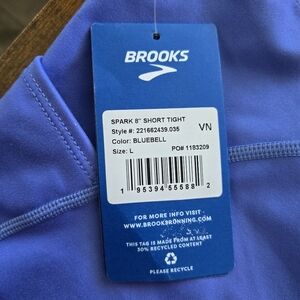 BROOKS
SPARK 8" SHORT TIGHT
Style #: 221662439.035
VN
Color: BLUEBELL
Size: L
PO# 1183209
1 95394 55588 2
FOR MORE INFO VISIT -
WWW.BROOKSRUNNING.COM
THIS TAG IS MADE FROM AT LEAST
30% RECYCLED CONTENT
PLEASE RECYCLE